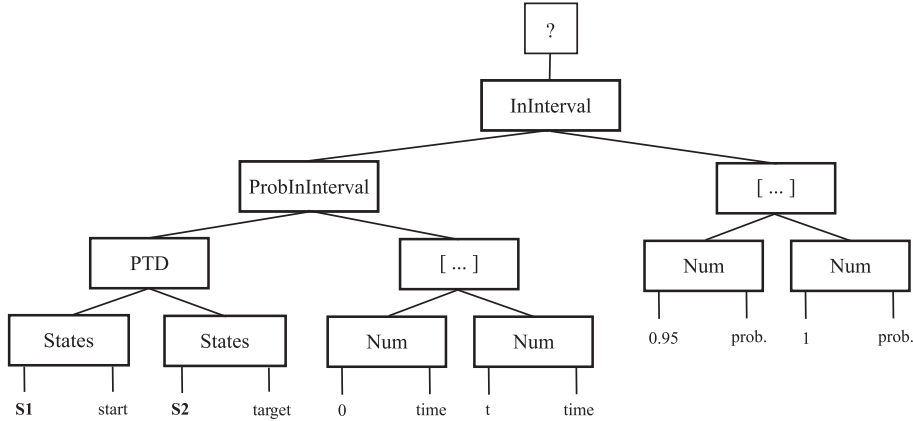 ?
InInterval
ProbInInterval
[ ... ]
PTD
[ ... ]
Num
Num
States
States
Num
Num
0.95
prob.
1
prob.
S1
start
S2
target
0
time
t
time